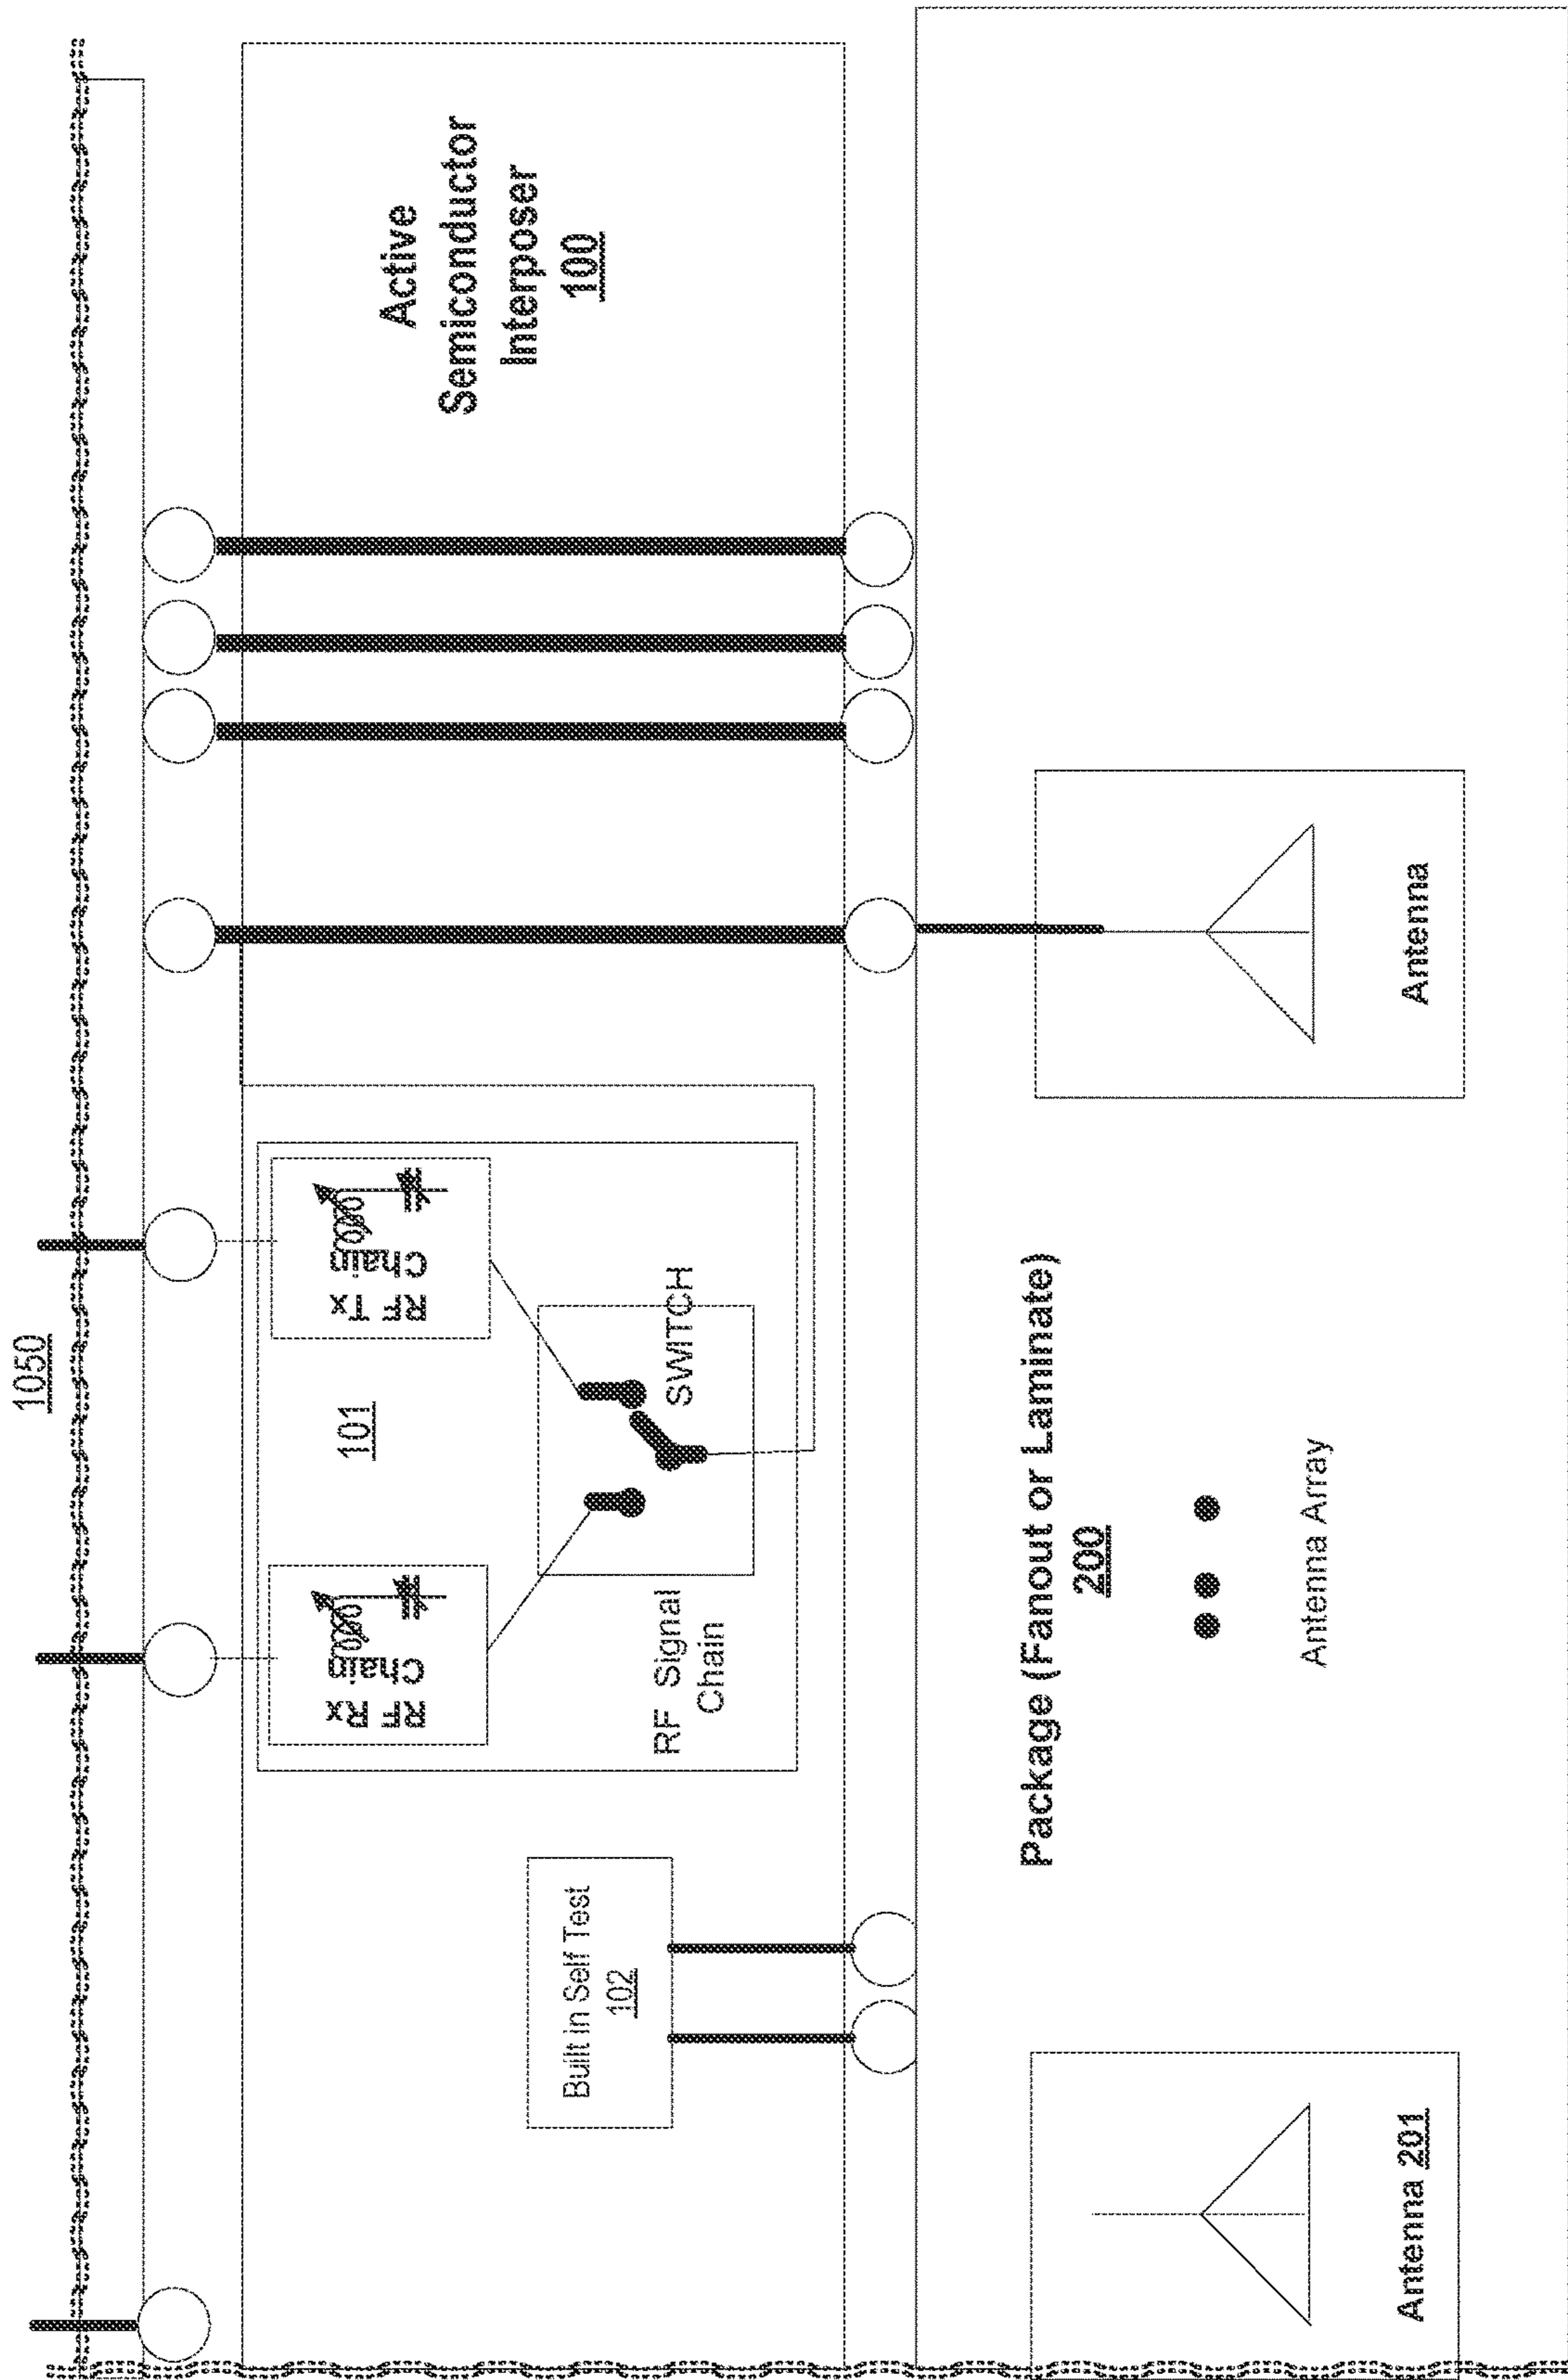 1050
Active
Semiconductor
Interposer
100
RF Rx
Chain
101
RF Tx
Chain
SWITCH
RF Signal
Chain
Built in Self Test
102
Package (Fanout or Laminate)
200
Antenna Array
Antenna 201
Antenna